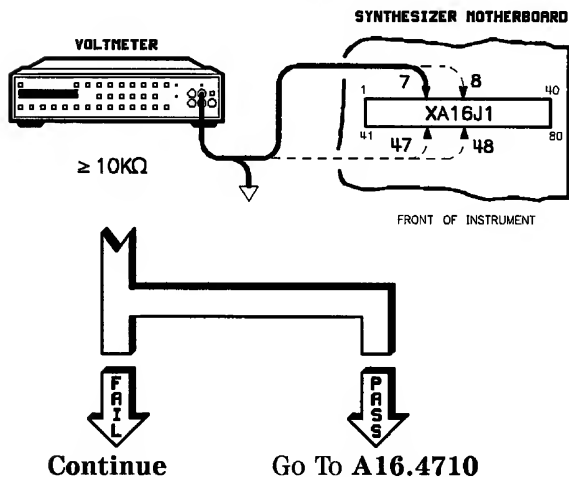 SYNTHESIZER MOTHERBOARD
VOLTMETER
7 8
1 40
XA16J1
41 80
47 48
≥ 10KΩ
FRONT OF INSTRUMENT
FAIL
PASS
Continue
Go To A16.4710